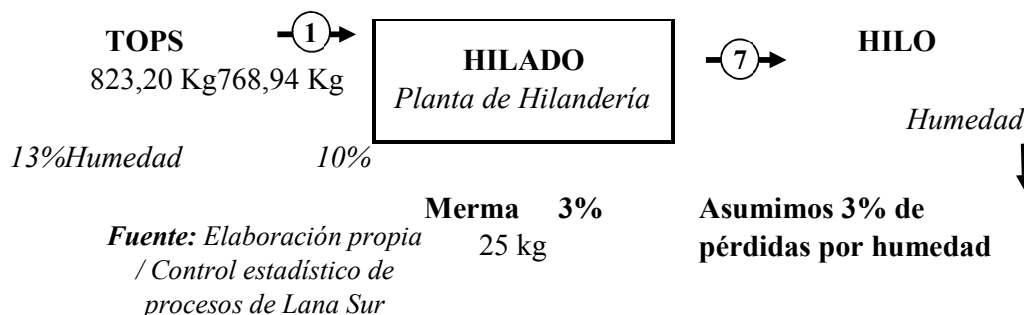 TOPS 1 HILADO 7 HILO
823,20 Kg768,94 Kg Planta de Hilandería
Humedad
13%Humedad 10%
Merma 3% Asumimos 3% de
25 kg pérdidas por humedad
Fuente: Elaboración propia
/ Control estadístico de
procesos de Lana Sur